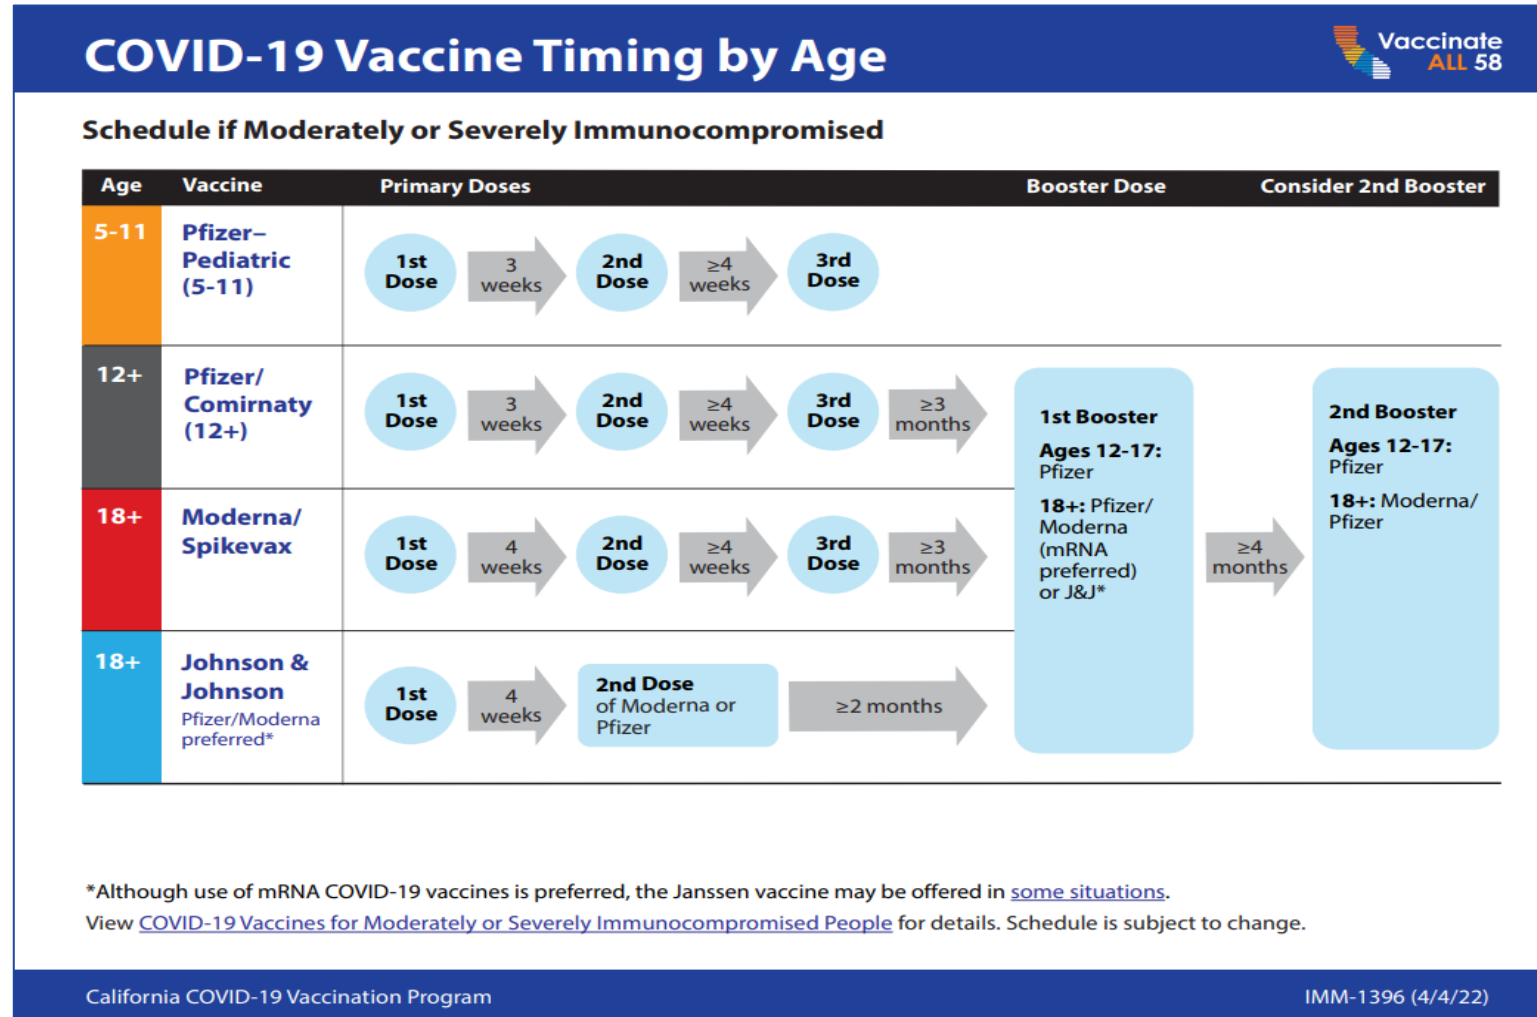 COVID-19 Vaccine Timing by Age
Vaccinate
ALL 58
Schedule if Moderately or Severely Immunocompromised
Age Vaccine Primary Doses Booster Dose Consider 2nd Booster
5-11
Pfizer–
Pediatric
(5-11)
1st
Dose
3
weeks
2nd
Dose
≥4
weeks
3rd
Dose
12+
Pfizer/
Comirnaty
(12+)
1st
Dose
3
weeks
2nd
Dose
≥4
weeks
3rd
Dose
≥3
months
18+
Moderna/
Spikevax
1st
Dose
4
weeks
2nd
Dose
≥4
weeks
3rd
Dose
≥3
months
18+
Johnson &
Johnson
Pfizer/Moderna
preferred*
1st
Dose
4
weeks
2nd Dose
of Moderna or
Pfizer
≥2 months
1st Booster
Ages 12-17:
Pfizer
18+: Pfizer/
Moderna
(mRNA
preferred)
or J&J*
≥4
months
2nd Booster
Ages 12-17:
Pfizer
18+: Moderna/
Pfizer
*Although use of mRNA COVID-19 vaccines is preferred, the Janssen vaccine may be offered in some situations.
View COVID-19 Vaccines for Moderately or Severely Immunocompromised People for details. Schedule is subject to change.
California COVID-19 Vaccination Program
IMM-1396 (4/4/22)